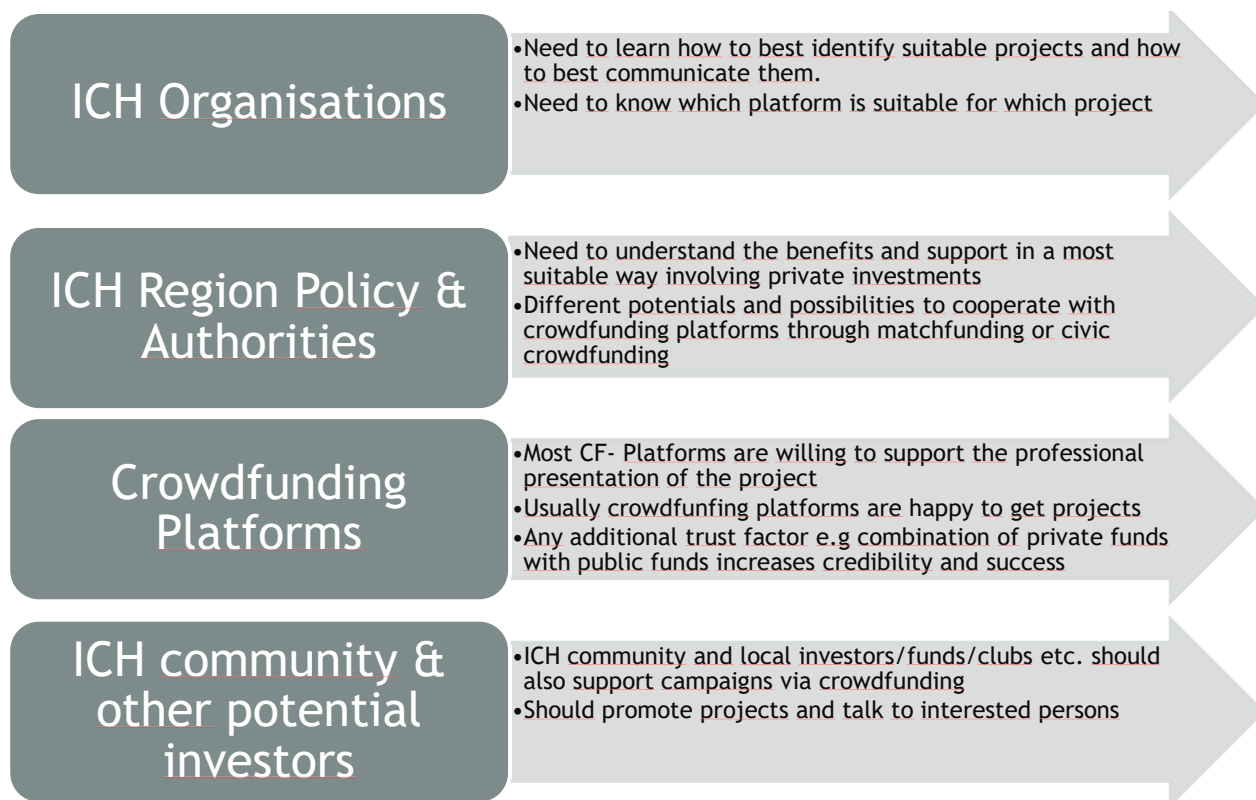 ICH Organisations
•Need to learn how to best identify suitable projects and how
to best communicate them.
•Need to know which platform is suitable for which project
ICH Region Policy &
Authorities
•Need to understand the benefits and support in a most
suitable way involving private investments
•Different potentials and possibilities to cooperate with
crowdfunding platforms through matchfunding or civic
crowdfunding
Crowdfunding
Platforms
•Most CF- Platforms are willing to support the professional
presentation of the project
•Usually crowdfunfing platforms are happy to get projects
•Any additional trust factor e.g combination of private funds
with public funds increases credibility and success
ICH community &
other potential
investors
•ICH community and local investors/funds/clubs etc. should
also support campaigns via crowdfunding
•Should promote projects and talk to interested persons